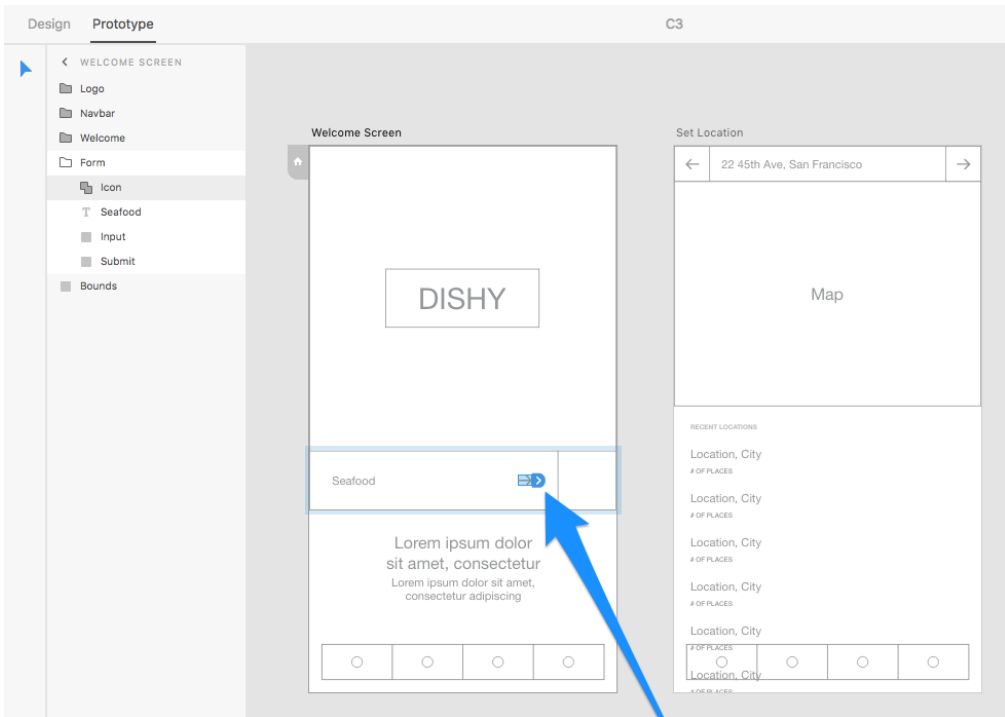 Design Prototype C3
WELCOME SCREEN
Logo
Navbar
Welcome
Form
Icon
Seafood
Input
Submit
Bounds
Welcome Screen
DISHY
Seafood
Lorem ipsum dolor
sit amet, consectetur
Lorem ipsum dolor sit amet,
consectetur adipiscing
Set Location
22 45th Ave, San Francisco
Map
RECENT LOCATIONS
Location, City
# OF PLACES
Location, City
# OF PLACES
Location, City
# OF PLACES
Location, City
# OF PLACES
Location, City
# OF PLACES
Location, City
# OF PLACES